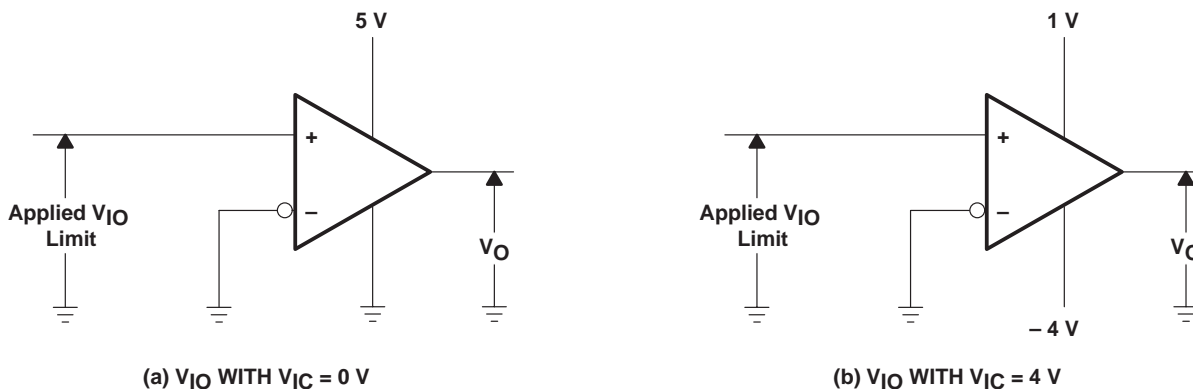 5 V
+
−
Applied VIO
Limit
VO
(a) VIO WITH VIC = 0 V
1 V
+
−
Applied VIO
Limit
VO
– 4 V
(b) VIO WITH VIC = 4 V